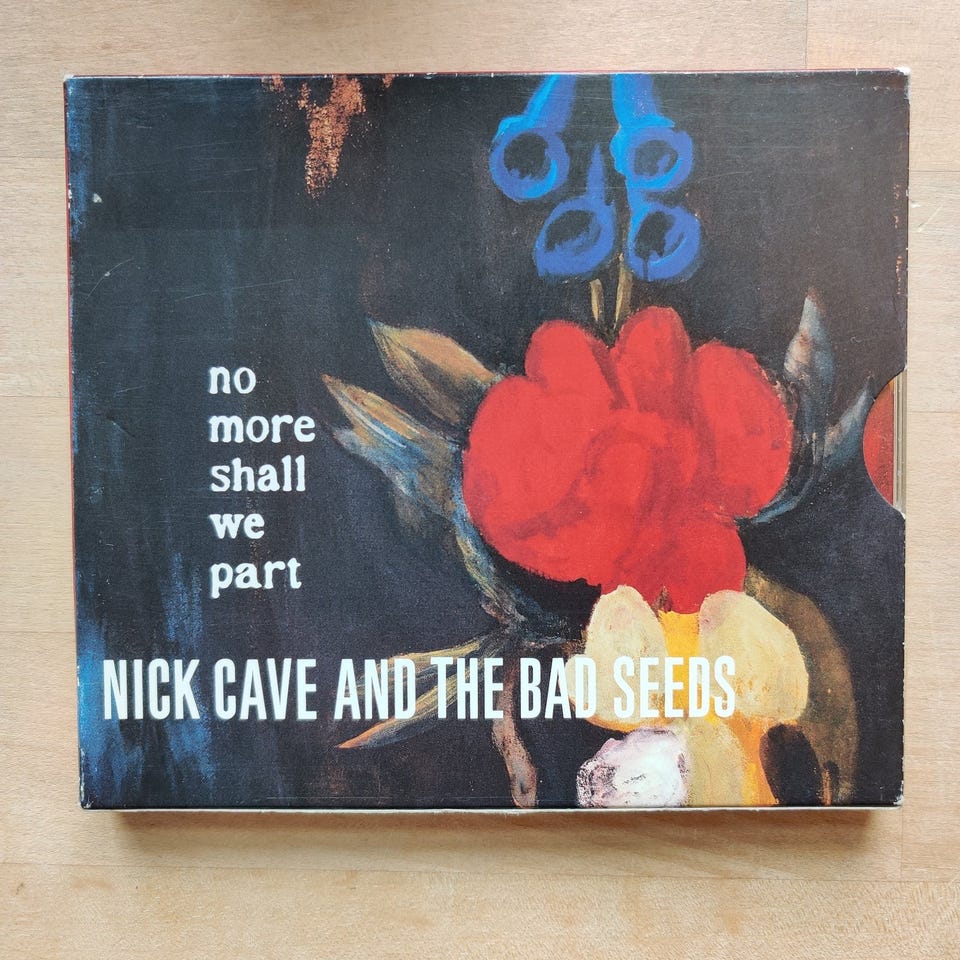 no
more
shall
we
part
NICK CAVE AND THE BAD SEEDS